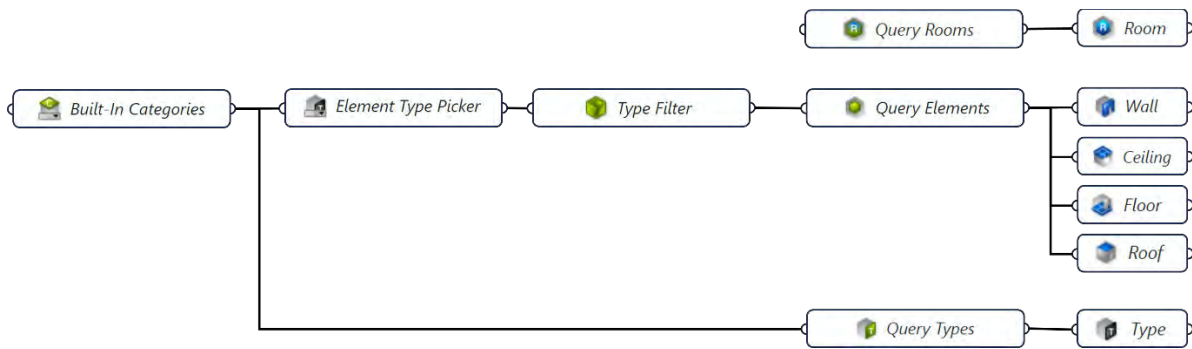 Query Rooms
Room
Built-In Categories
Element Type Picker
Type Filter
Query Elements
Wall
Ceiling
Floor
Roof
Query Types
Type